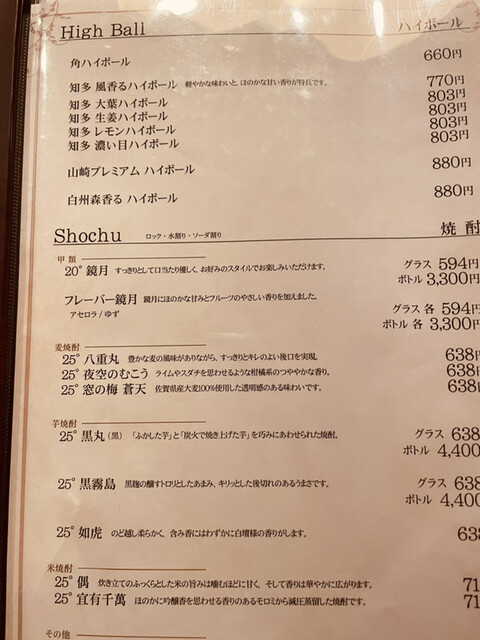 High Ball ハイボール
角ハイボール 660円
知多 風香るハイボール 軽やかな味わいと、ほのかな甘い香りが特長です。 770円
知多 大葉ハイボール 803円
知多 生姜ハイボール 803円
知多 レモンハイボール 803円
知多 濃い目ハイボール 803円
山崎プレミアム ハイボール 880円
白州森香る ハイボール 880円
Shochu ロック・水割り・ソーダ割り 焼酎
甲類
20° 鏡月 すっきりとして口当たり優しく、お好みのスタイルでお楽しみいただけます。 グラス 594円
ボトル 3,300円
フレーバー鏡月 鏡月にほのかな甘みとフルーツのやさしい香りを加えました。 グラス 各 594円
アセロラ / ゆず ボトル 各 3,300円
麦焼酎
25° 八重丸 豊かな麦の風味がありながら、すっきりとキレのよい後口を実現。 638円
25° 夜空のむこう ライムやスダチを思わせるような柑橘系のつややかな香り。 638円
25° 窓の梅 蒼天 佐賀県産大麦100%使用した透明感のある味わいです。 638円
芋焼酎
25° 黒丸(黒) 「ふかした芋」と「炭火で焼き上げた芋」を巧みにあわせられた焼酎。 グラス 638
ボトル 4,400
25° 黒霧島 黒麹の醸すトロリとしたあまみ、キリッとした後切れのあるうまさです。 グラス 638
ボトル 4,400
25° 如虎 のど越し柔らかく、含み香にはわずかに白壇様の香りがします。 638
米焼酎
25° 偶 炊き立てのふっくらとした米の旨みは噛むほどに甘く、そして香りは華やかに広がります。 71
25° 宜有千萬 ほのかに吟醸香を思わせる香りのあるモロミから減圧蒸留した焼酎です。 71
その他